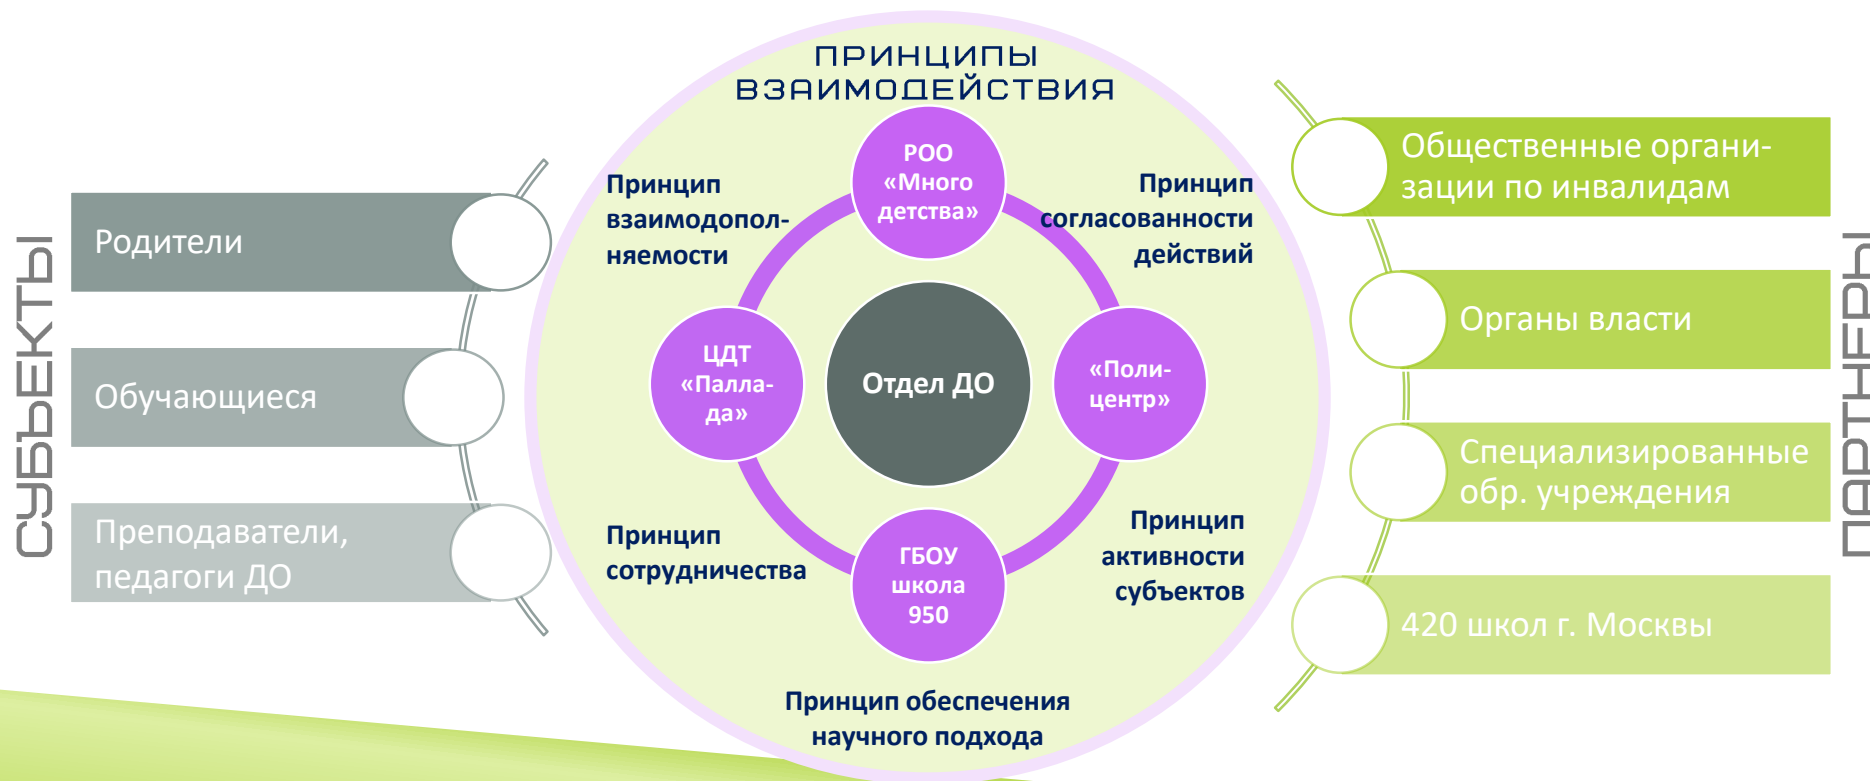 СУБЪЕКТЫ
Родители
Обучающиеся
Преподаватели,
педагоги ДО
ПРИНЦИПЫ
ВЗАИМОДЕЙСТВИЯ
Принцип
взаимодопол-
няемости
РОО
«Много
детства»
Принцип
согласованности
действий
ЦДТ
«Палла-
да»
Отдел ДО
«Поли-
центр»
Принцип
сотрудничества
ГБОУ
школа
950
Принцип
активности
субъектов
Принцип обеспечения
научного подхода
Общественные органи-
зации по инвалидам
Органы власти
Специализированные
обр. учреждения
420 школ г. Москвы
ПАРТНЕРЫ